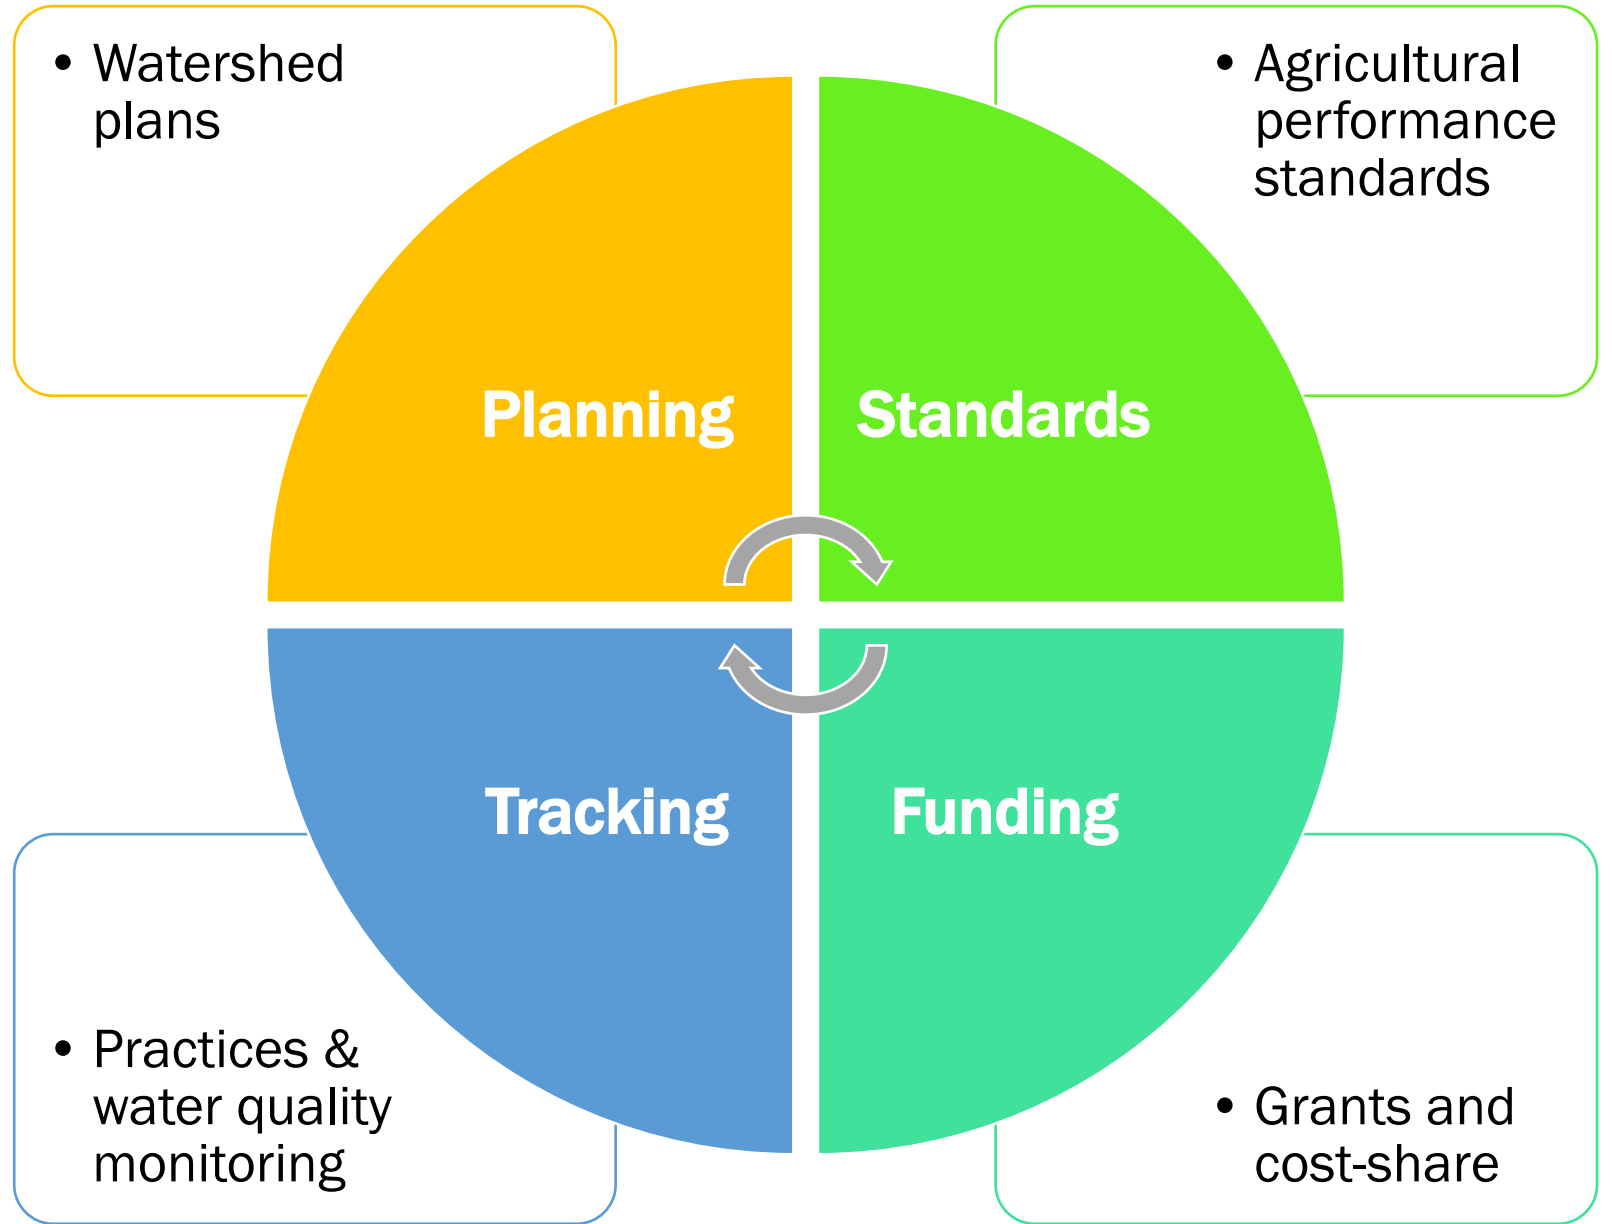 • Watershed
plans
• Agricultural
performance
standards
Planning
Standards
Tracking
Funding
• Practices &
water quality
monitoring
• Grants and
cost-share